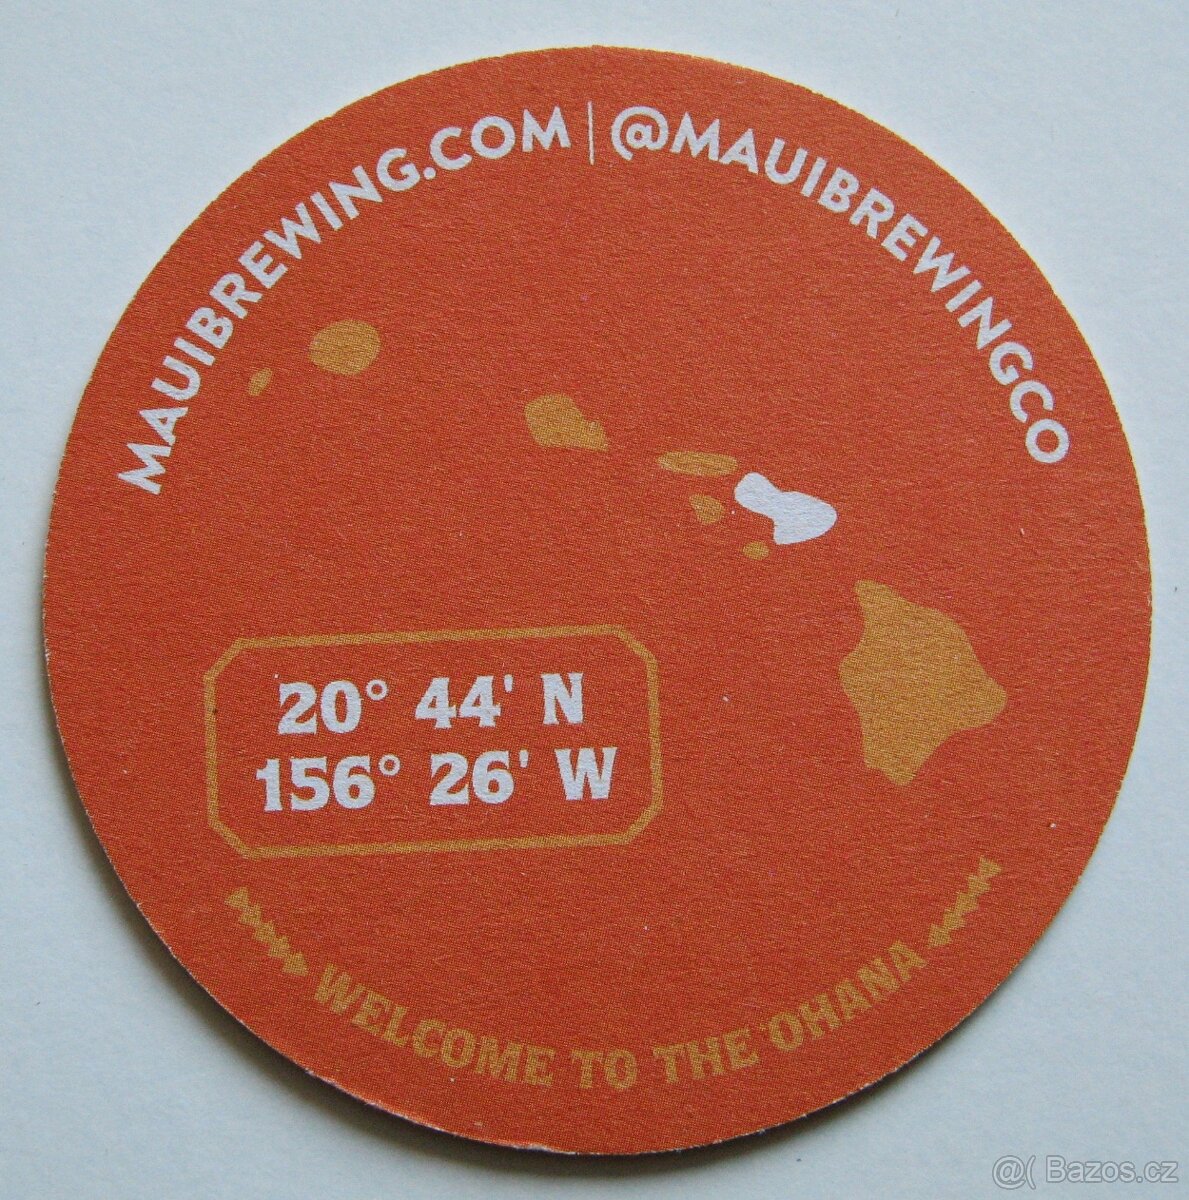 MAUIBREWING.COM | @MAUIBREWINGCO
20° 44' N
156° 26' W
WELCOME TO THE 'OHANA
@( Bazos.cz